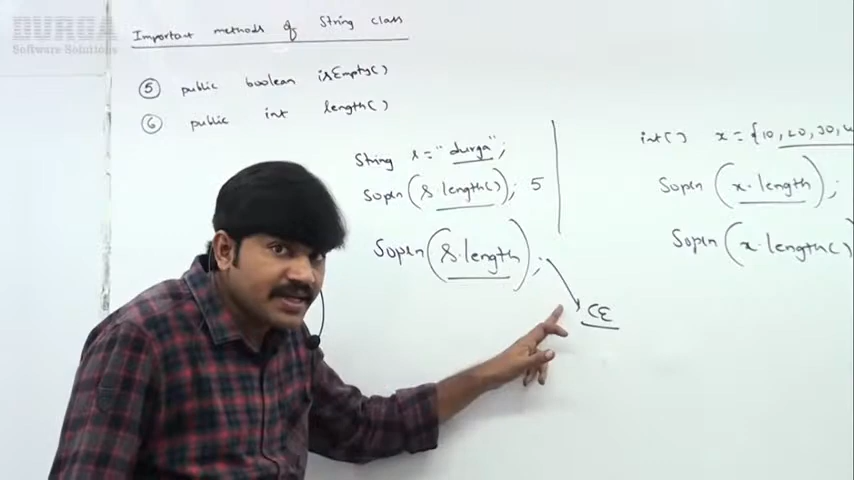 DURGA
Software Solutions
Important methods of String class
5 public boolean isEmpty()
6 public int length()
String s = "durga";
Sopln(s.length()); 5
Sopln(s.length);
CE
int[] x = {10, 20, 30,
Sopln(x.length);
Sopln(x.length()